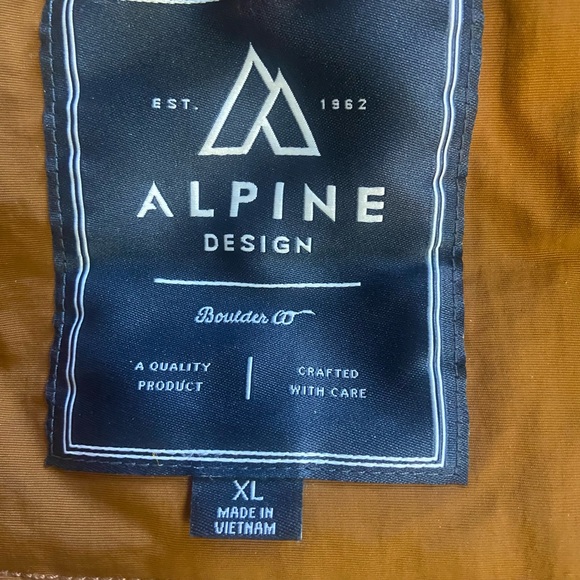 EST. 1962
ALPINE
DESIGN
Boulder CO
A QUALITY
PRODUCT
CRAFTED
WITH CARE
XL
MADE IN
VIETNAM